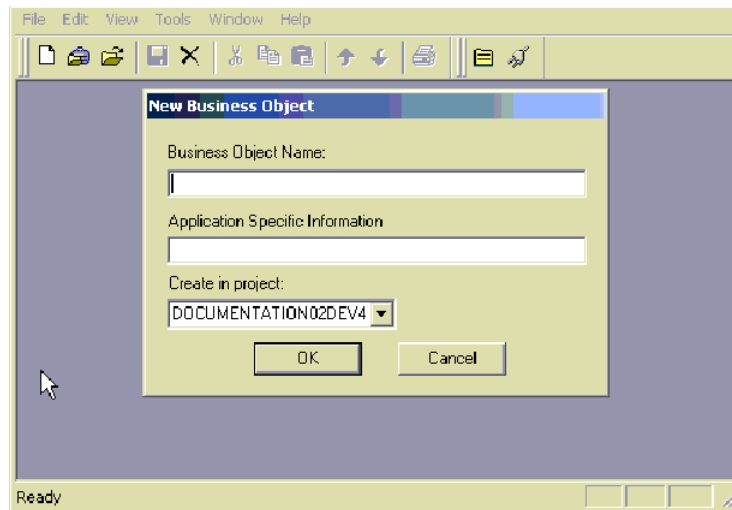 File Edit View Tools Window Help
New Business Object
Business Object Name:
Application Specific Information
Create in project:
DOCUMENTATION02DEV4
OK Cancel
Ready